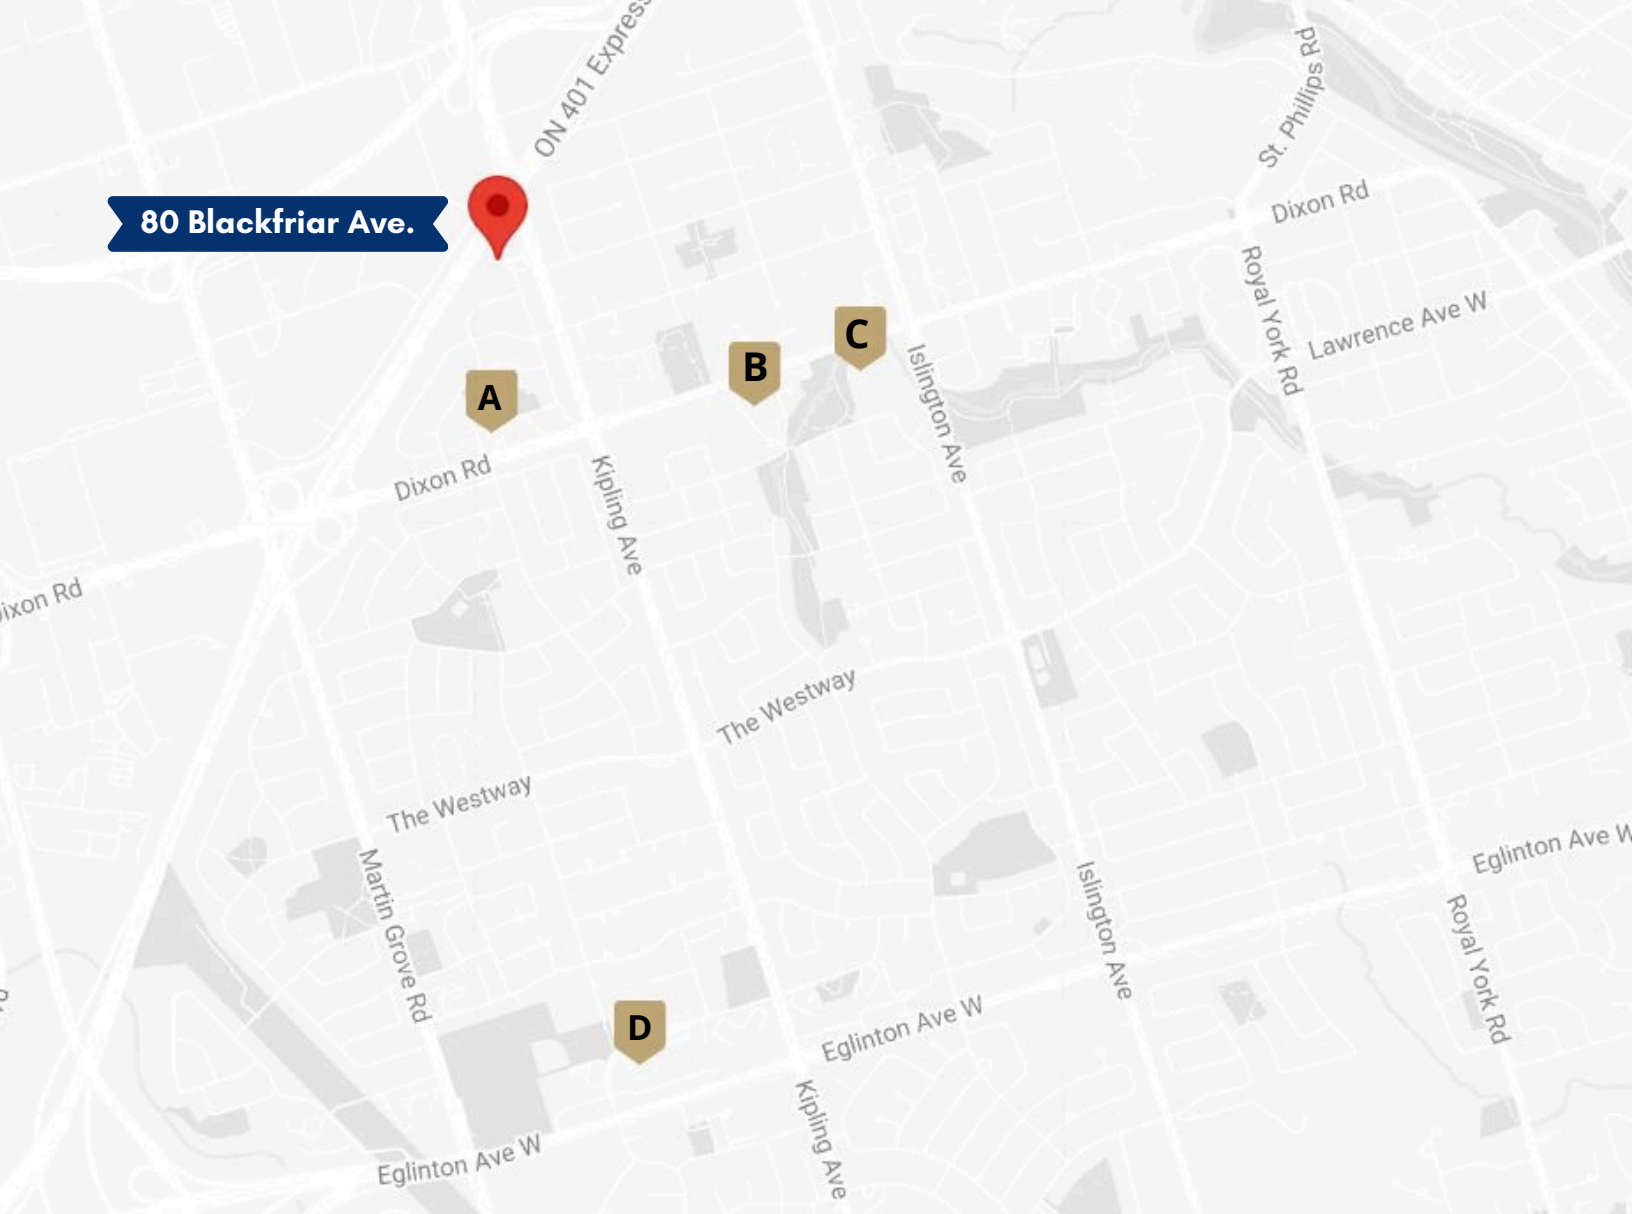 ON 401 Express
St. Phillips Rd
Dixon Rd
80 Blackfriar Ave.
Royal York Rd
Lawrence Ave W
C
B
A
Islington Ave
Dixon Rd
Kipling Ave
ixon Rd
The Westway
The Westway
Eglinton Ave W
Martin Grove Rd
Islington Ave
Royal York Rd
D
Eglinton Ave W
Kipling Ave
Eglinton Ave W